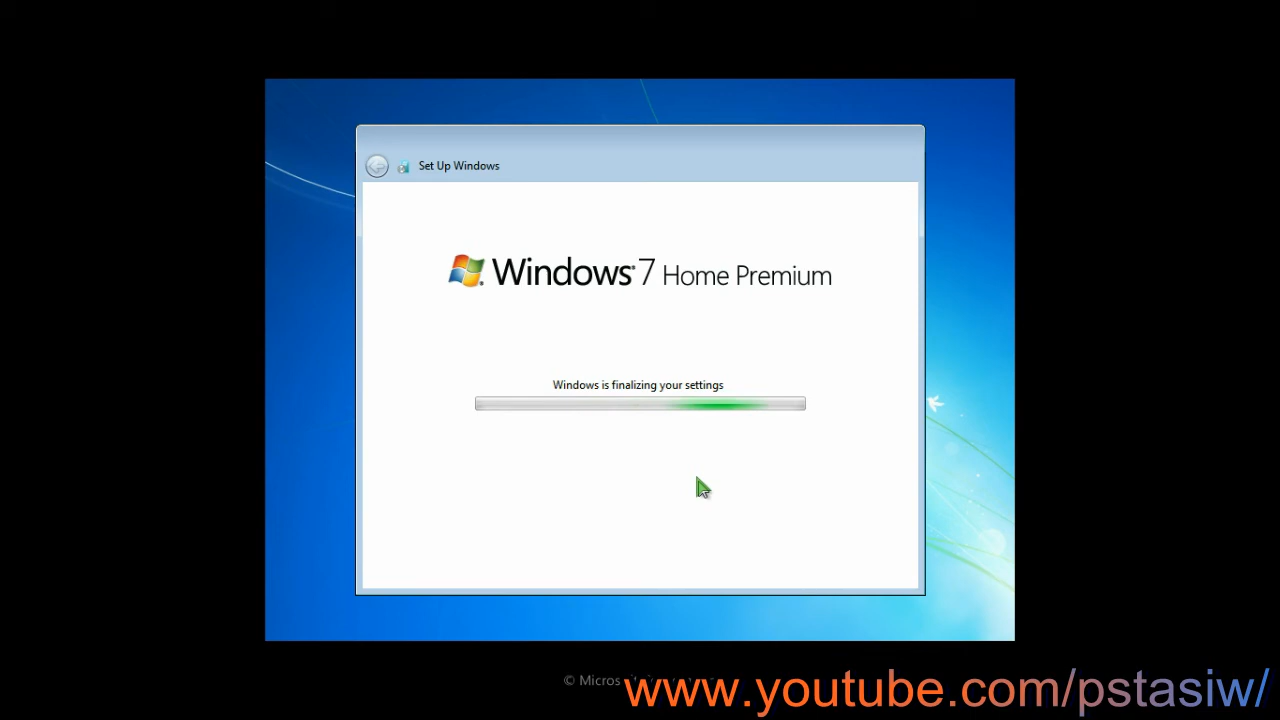 Set Up Windows
Windows® 7 Home Premium
Windows is finalizing your settings
© Micros
www.youtube.com/pstasiw/